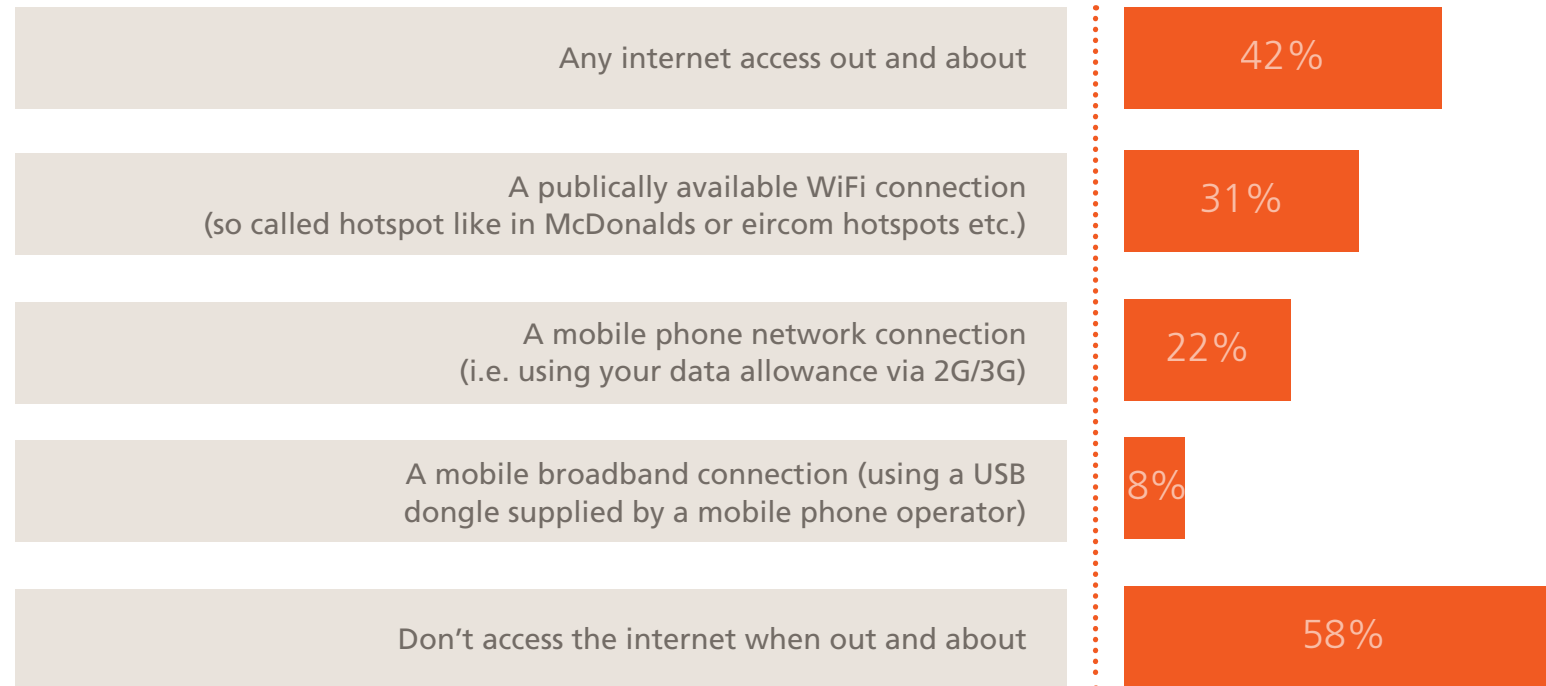 Any internet access out and about
42%
A publically available WiFi connection
(so called hotspot like in McDonalds or eircom hotspots etc.)
31%
A mobile phone network connection
(i.e. using your data allowance via 2G/3G)
22%
A mobile broadband connection (using a USB
dongle supplied by a mobile phone operator)
8%
Don’t access the internet when out and about
58%